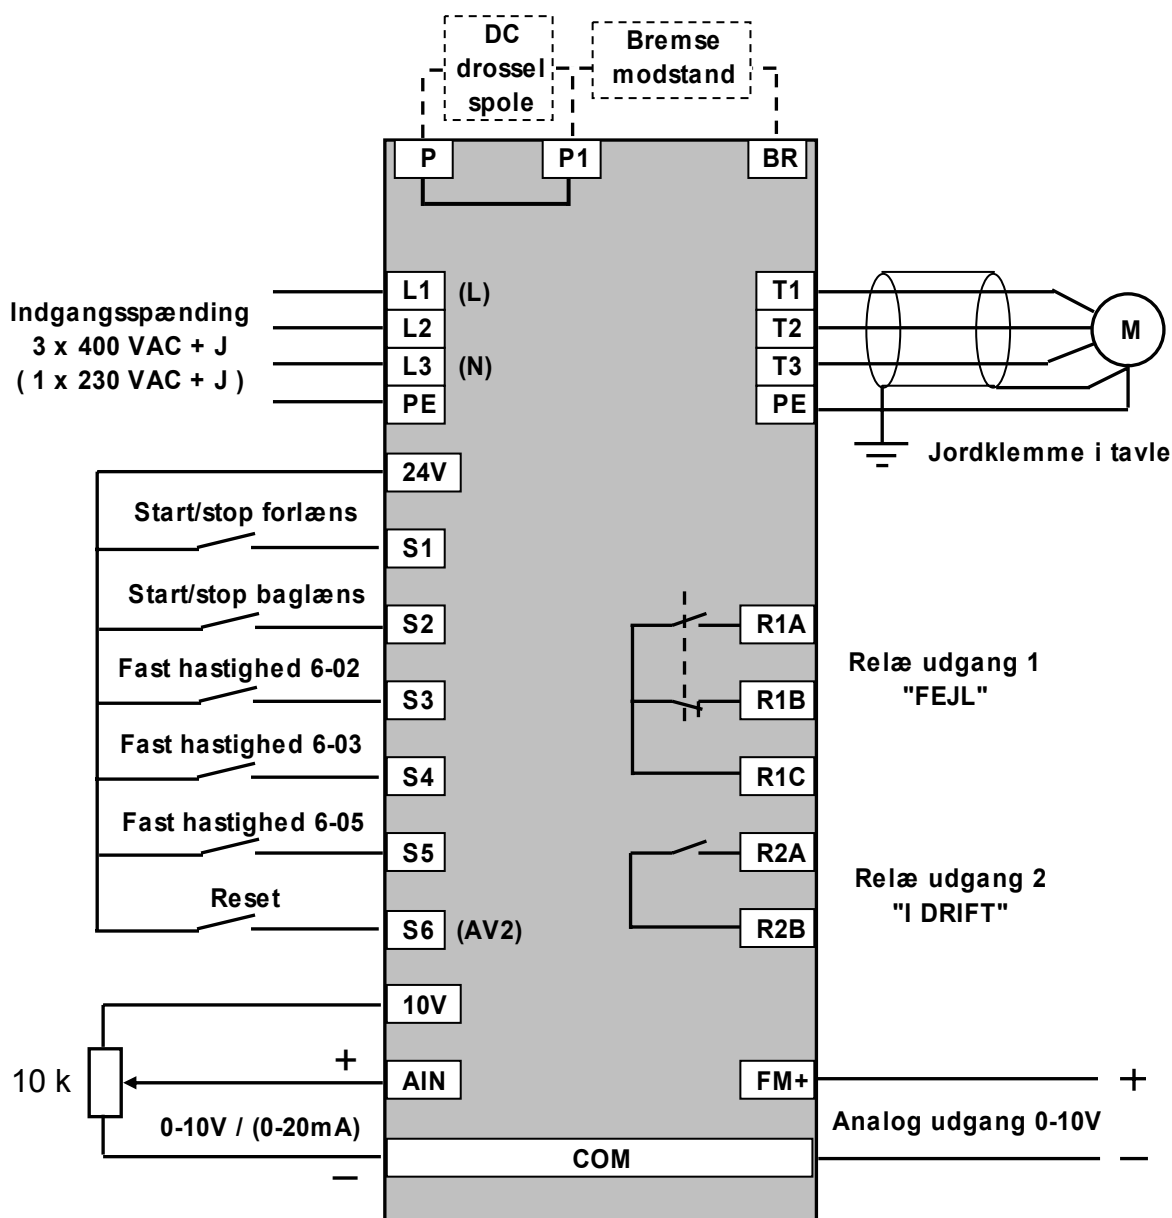 DC
drossel
spole
Bremse
modstand
P
P1
BR
Indgangsspænding
3 x 400 VAC + J
( 1 x 230 VAC + J )
L1 (L)
L2
L3 (N)
PE
T1
T2
T3
PE
M
Jordklemme i tavle
24V
Start/stop forlæns
S1
Start/stop baglæns
S2
Fast hastighed 6-02
S3
Fast hastighed 6-03
S4
Fast hastighed 6-05
S5
Reset
S6 (AV2)
R1A
R1B
R1C
Relæ udgang 1
"FEJL"
R2A
R2B
Relæ udgang 2
"I DRIFT"
10V
10 k
+
AIN
0-10V / (0-20mA)
−
COM
FM+
+
Analog udgang 0-10V
−